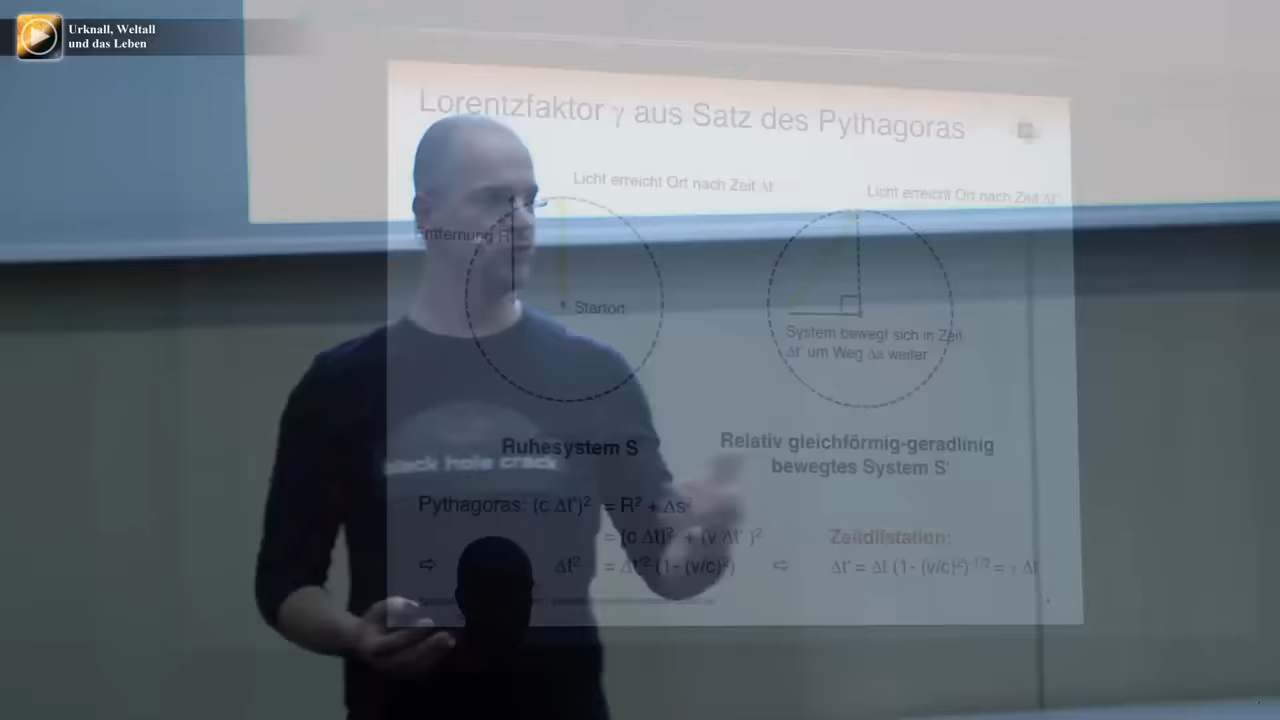 Urknall, Weltall
und das Leben
Lorentzfaktor γ aus Satz des Pythagoras
Licht erreicht Ort nach Zeit Δt
Licht erreicht Ort nach Zeit Δt'
Entfernung R
Startort
System bewegt sich in Zeit
Δt' um Weg Δs weiter
Ruhesystem S
Relativ gleichförmig-geradlinig
bewegtes System S'
black hole crack
Pythagoras: (c Δt')² = R² + Δs²
= (c Δt)² + (v Δt' )²
Zeitdilatation:
⇨ Δt² = Δt'² (1- (v/c)²) ⇨ Δt' = Δt (1- (v/c)²)⁻¹/² = γ Δt